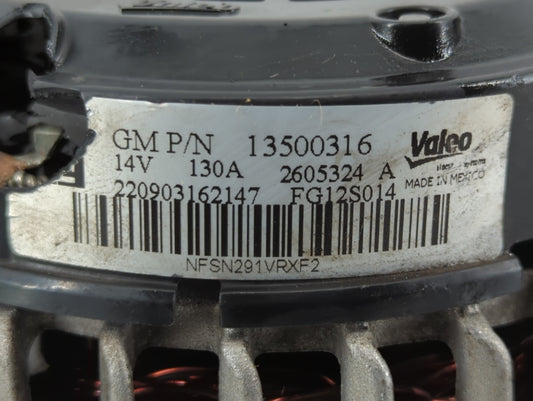 GM P/N 13500316 Valeo
14V 130A 2605324 A
220903162147 FG12S014 MADE IN MEXICO
NFSN291VRXF2